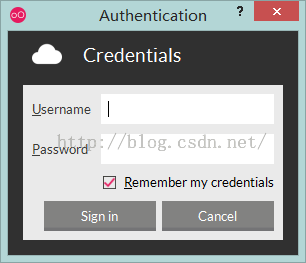 Authentication
Credentials
Username
http://blog.csdn.net/
Password
Remember my credentials
Sign in
Cancel